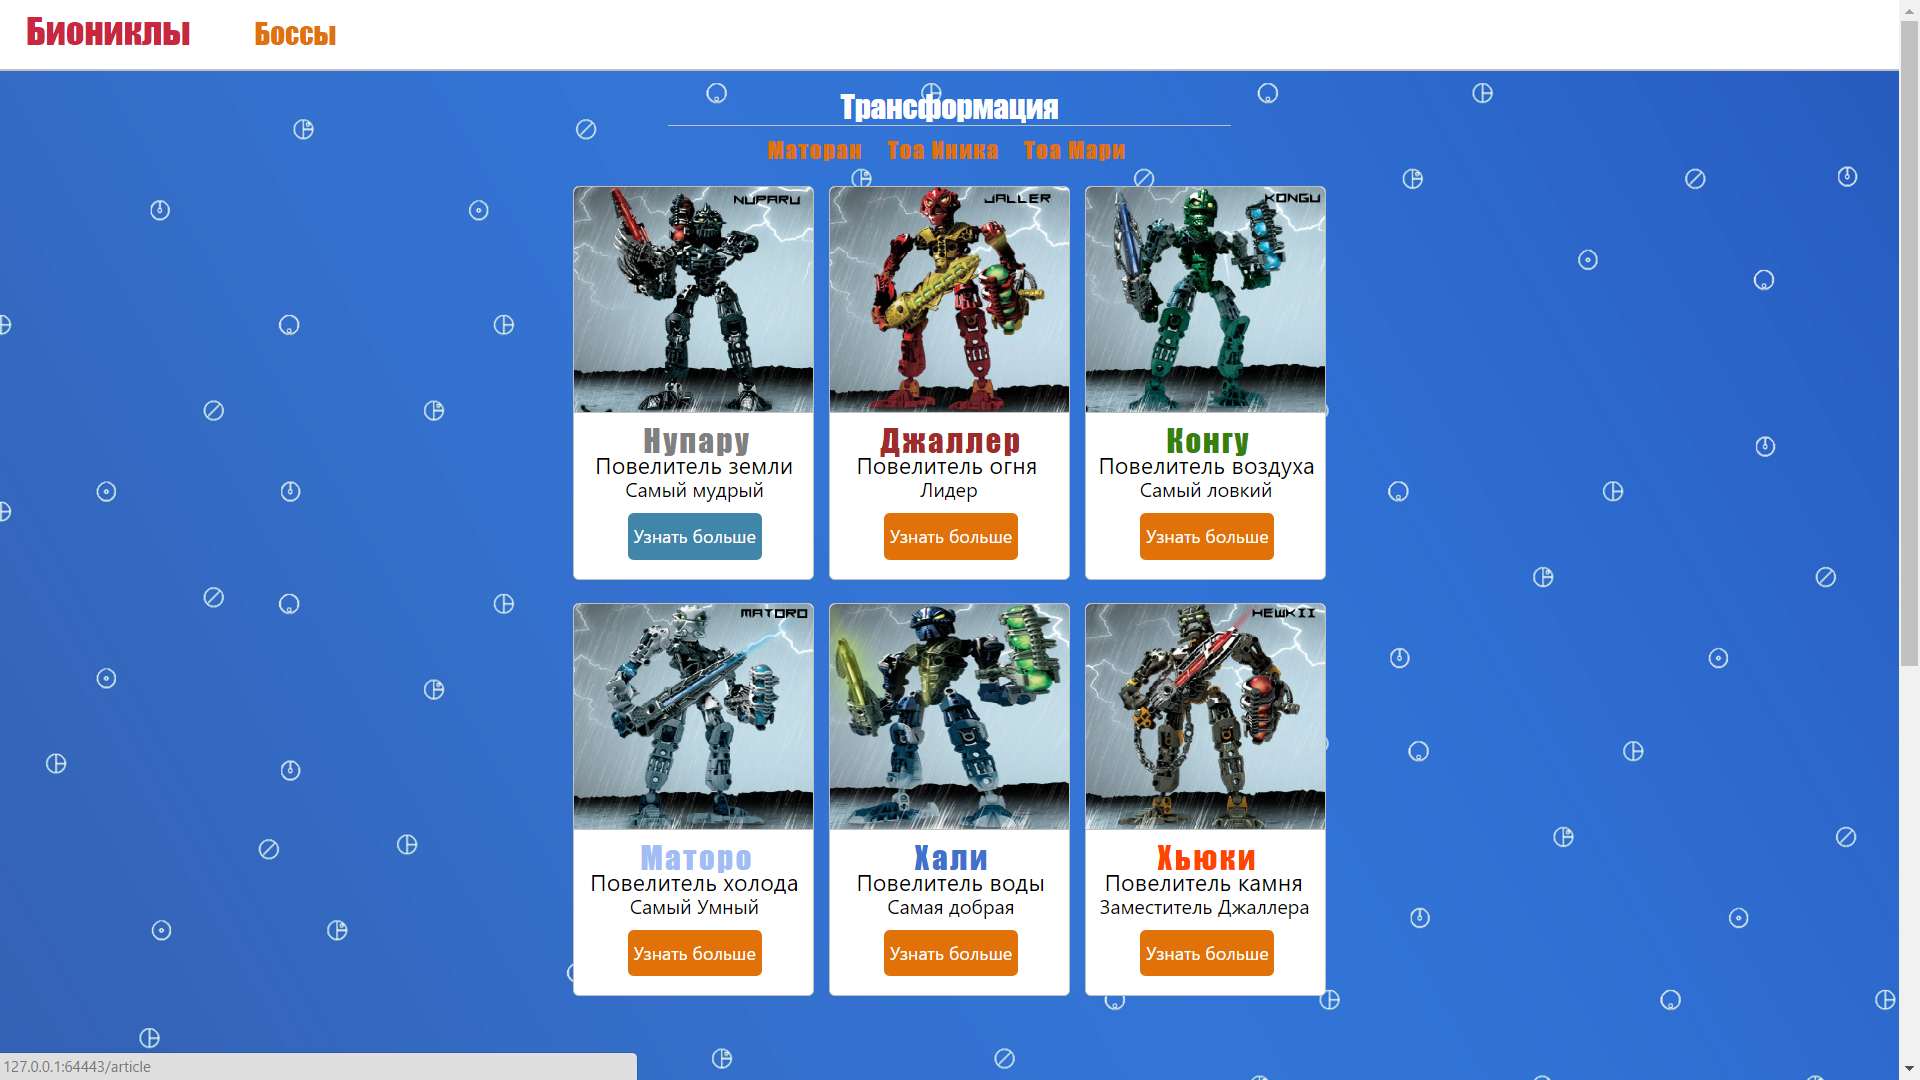 Биониклы Боссы
Трансформация
Маторан Тоа Иника Тоа Мари
NUPARU
Нупару
Повелитель земли
Самый мудрый
Узнать больше
JALLER
Джаллер
Повелитель огня
Лидер
Узнать больше
KONGU
Конгу
Повелитель воздуха
Самый ловкий
Узнать больше
MATORO
Маторо
Повелитель холода
Самый Умный
Узнать больше
Хали
Повелитель воды
Самая добрая
Узнать больше
HEWKII
Хьюки
Повелитель камня
Заместитель Джаллера
Узнать больше
127.0.0.1:64443/article